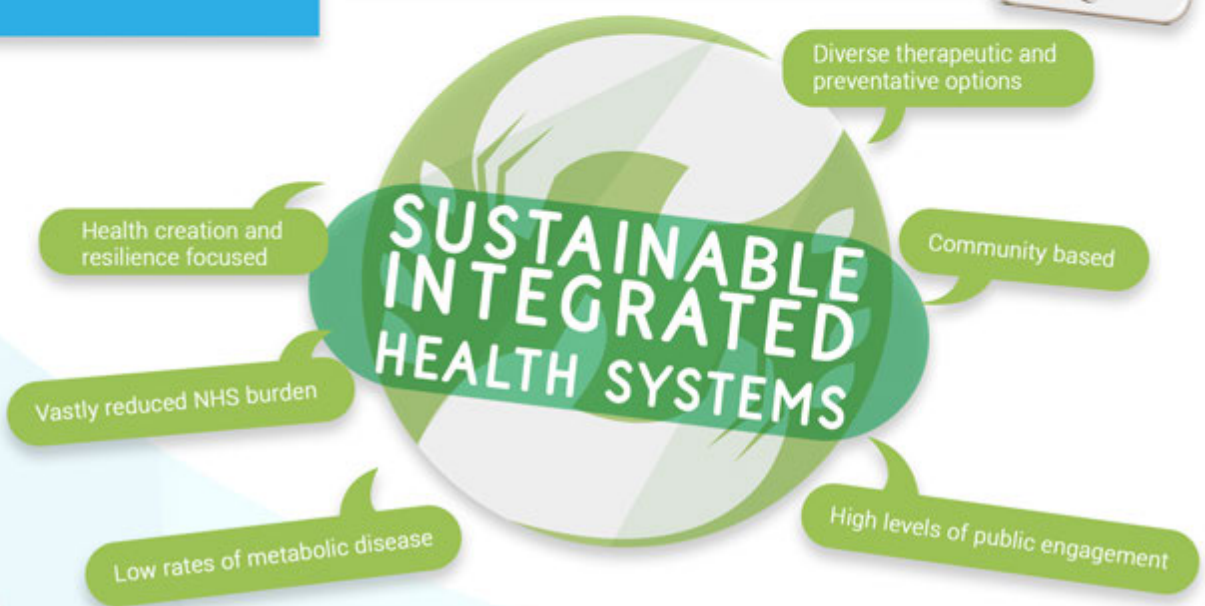 Diverse therapeutic and
preventative options
Health creation and
resilience focused
SUSTAINABLE
INTEGRATED
HEALTH SYSTEMS
Community based
Vastly reduced NHS burden
High levels of public engagement
Low rates of metabolic disease